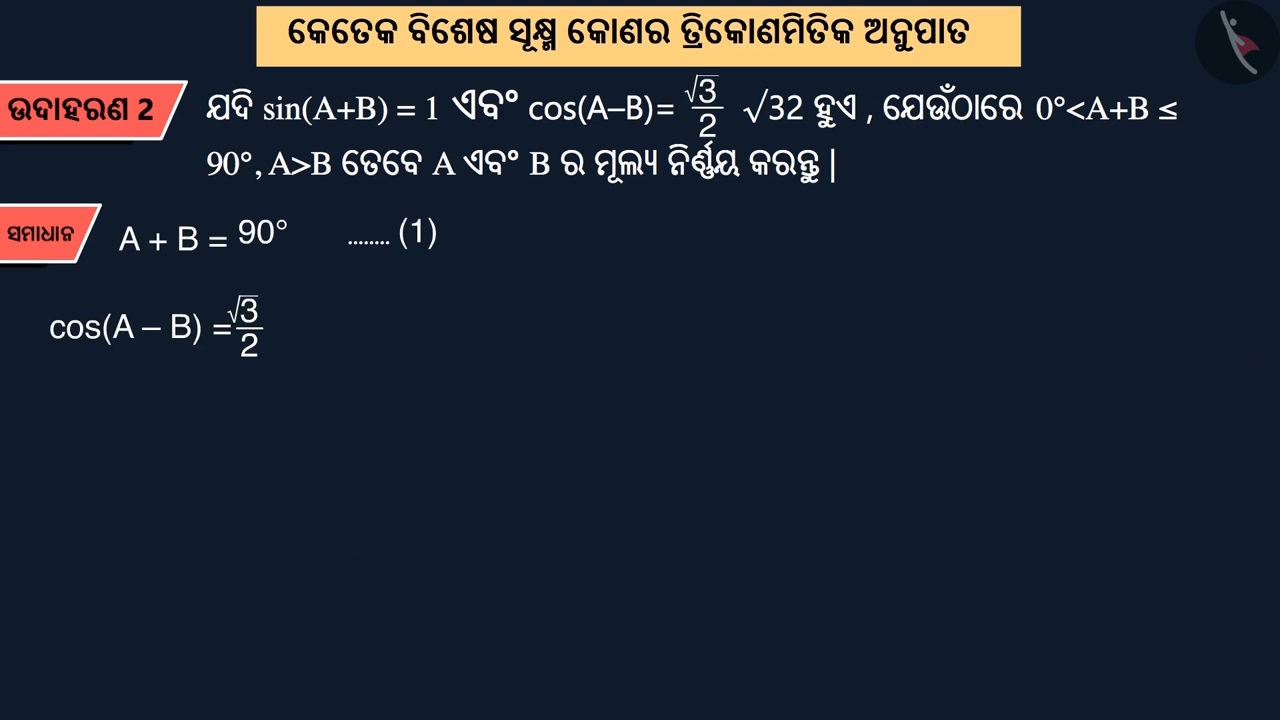 କେତେକ ବିଶେଷ ସୂକ୍ଷ୍ମ କୋଣର ତ୍ରିକୋଣମିତିକ ଅନୁପାତ
ଉଦାହରଣ 2 ଯଦି sin(A+B) = 1 ଏବଂ cos(A–B)= √3/2 √32 ହୁଏ , ଯେଉଁଠାରେ 0°<A+B ≤
90°, A>B ତେବେ A ଏବଂ B ର ମୂଲ୍ୟ ନିର୍ଣ୍ଣୟ କରନ୍ତୁ |
ସମାଧାନ A + B = 90° ........ (1)
cos(A – B) = √3/2